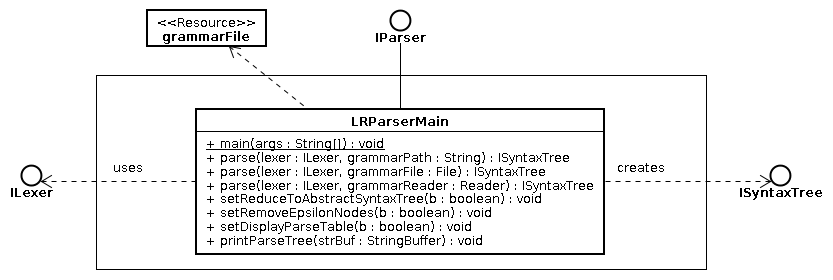 <<Resource>>
grammarFile
IParser
LRParserMain
+ main(args : String[]) : void
+ parse(lexer : ILexer, grammarPath : String) : ISyntaxTree
+ parse(lexer : ILexer, grammarFile : File) : ISyntaxTree
+ parse(lexer : ILexer, grammarReader : Reader) : ISyntaxTree
+ setReduceToAbstractSyntaxTree(b : boolean) : void
+ setRemoveEpsilonNodes(b : boolean) : void
+ setDisplayParseTable(b : boolean) : void
+ printParseTree(strBuf : StringBuffer) : void
uses
ILexer
creates
ISyntaxTree